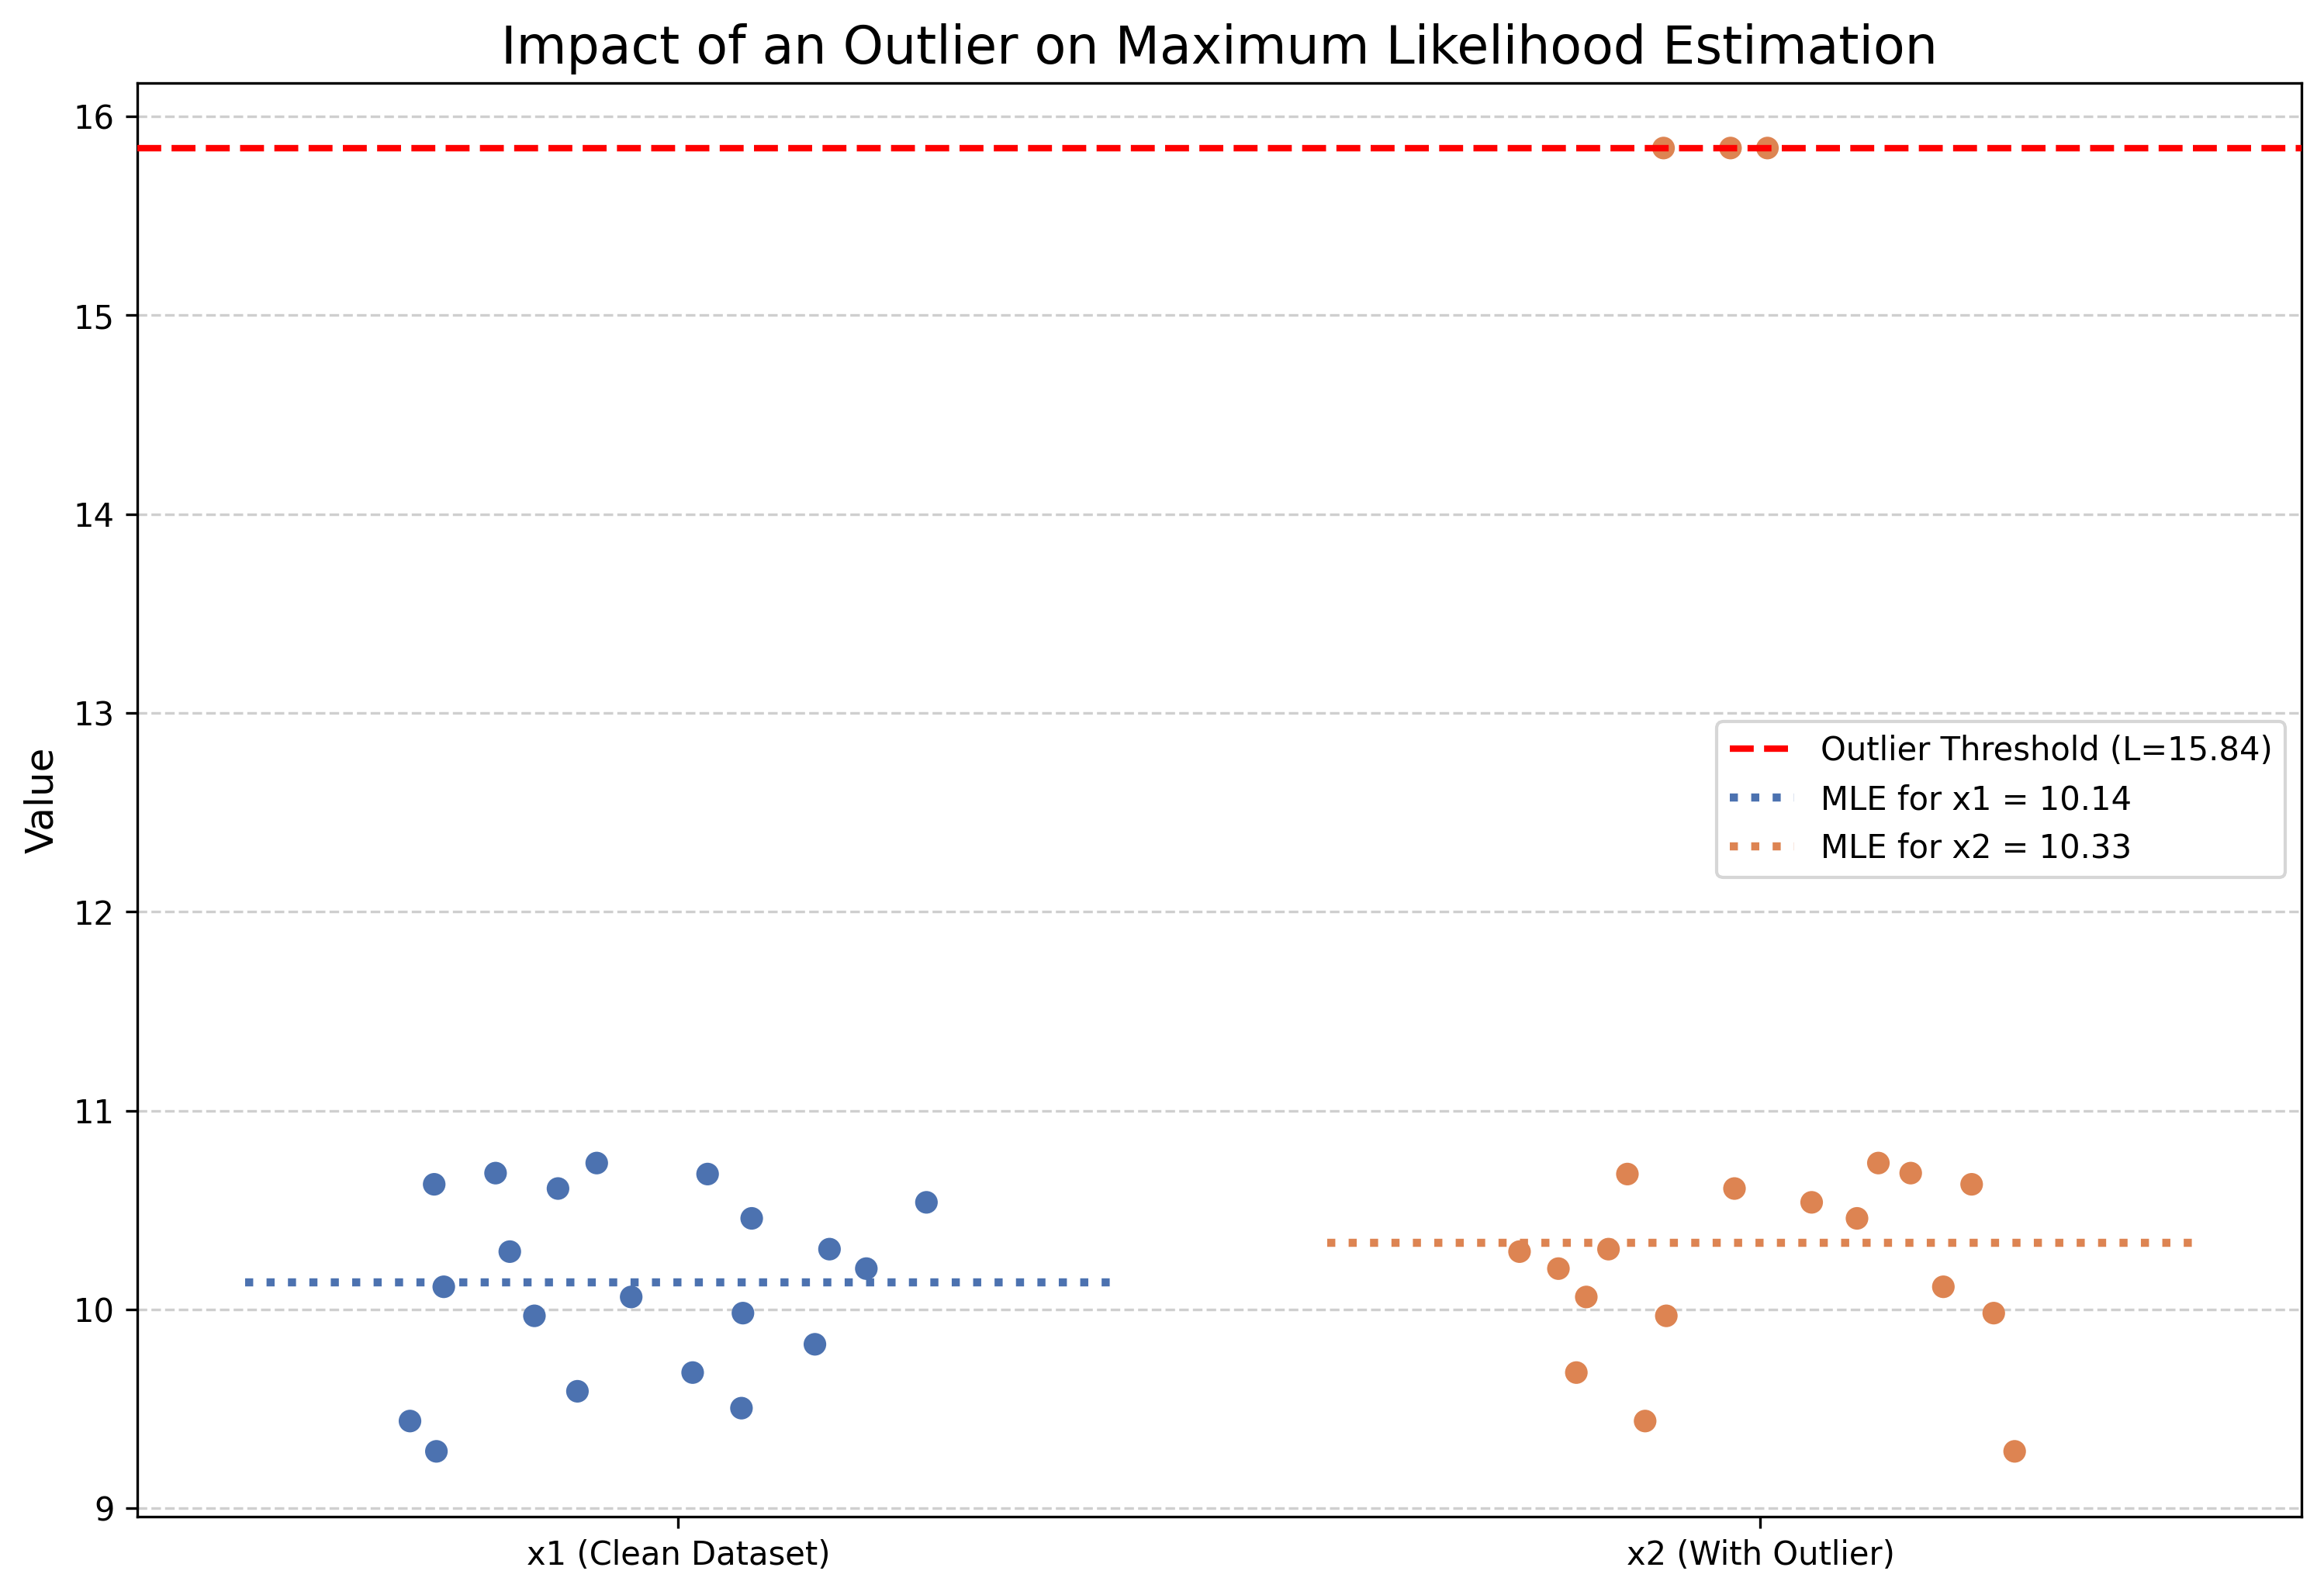 Impact of an Outlier on Maximum Likelihood Estimation
16
15
14
13
12
11
10
9
Value
Outlier Threshold (L=15.84)
MLE for x1 = 10.14
MLE for x2 = 10.33
x1 (Clean Dataset)
x2 (With Outlier)